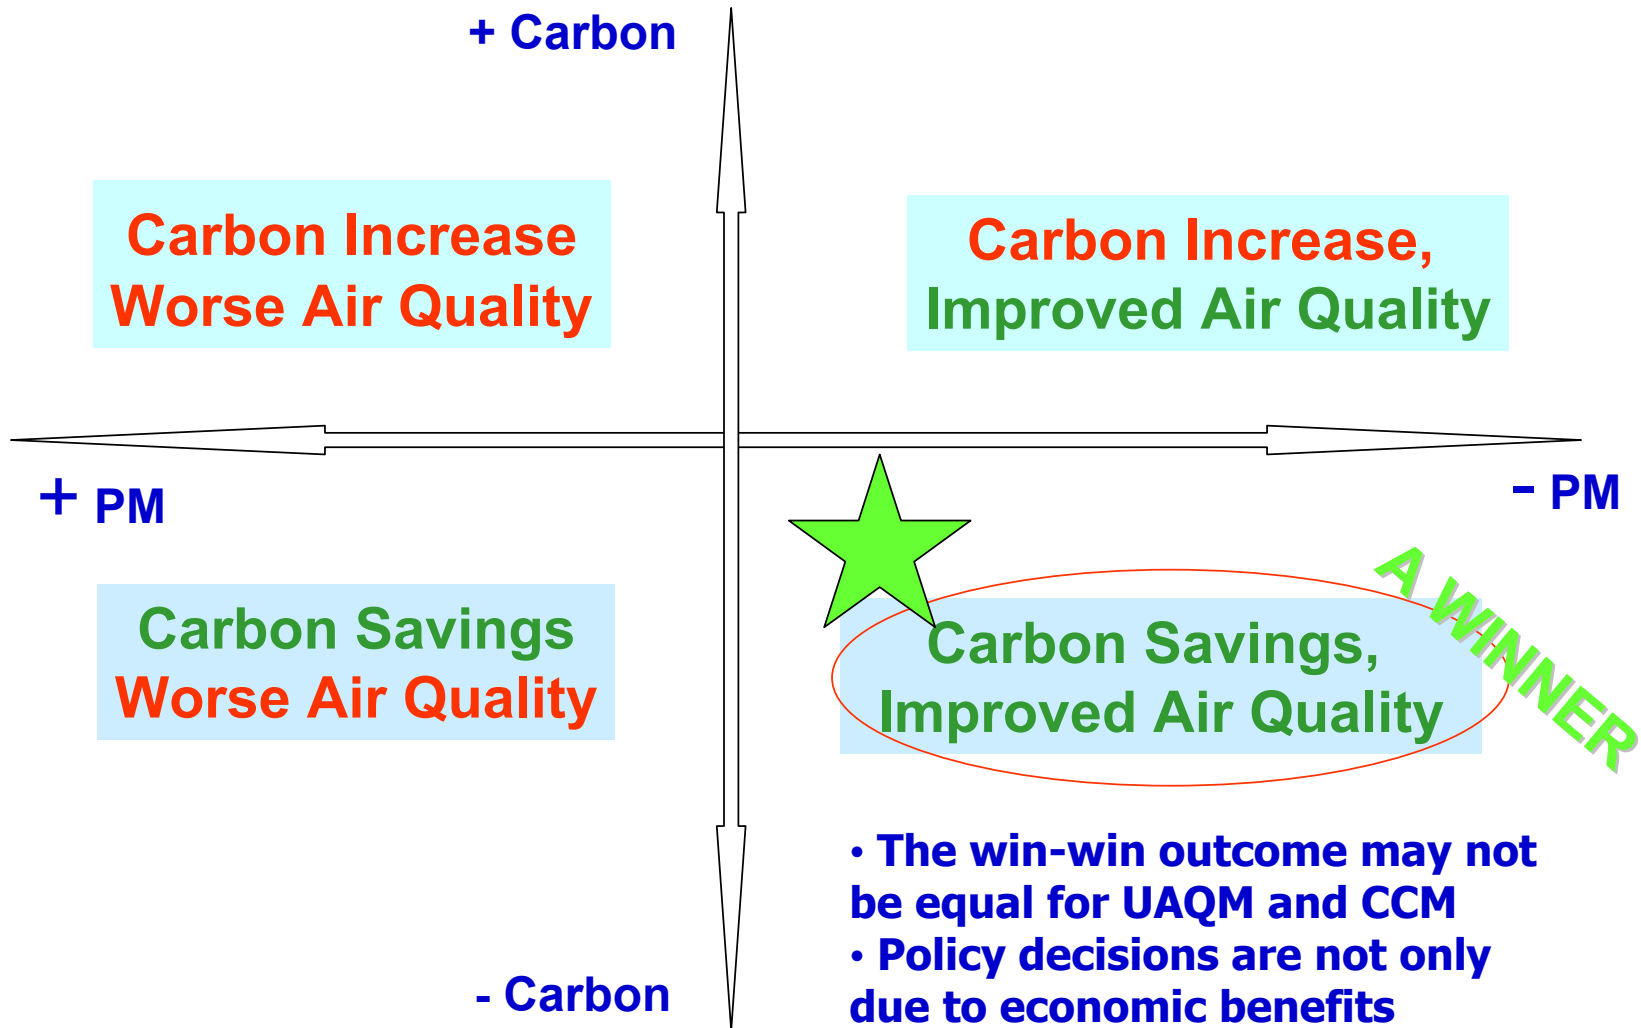 + Carbon
Carbon Increase
Worse Air Quality
Carbon Increase,
Improved Air Quality
+ PM
- PM
A WINNER
Carbon Savings
Worse Air Quality
Carbon Savings,
Improved Air Quality
• The win-win outcome may not
be equal for UAQM and CCM
• Policy decisions are not only
due to economic benefits
- Carbon